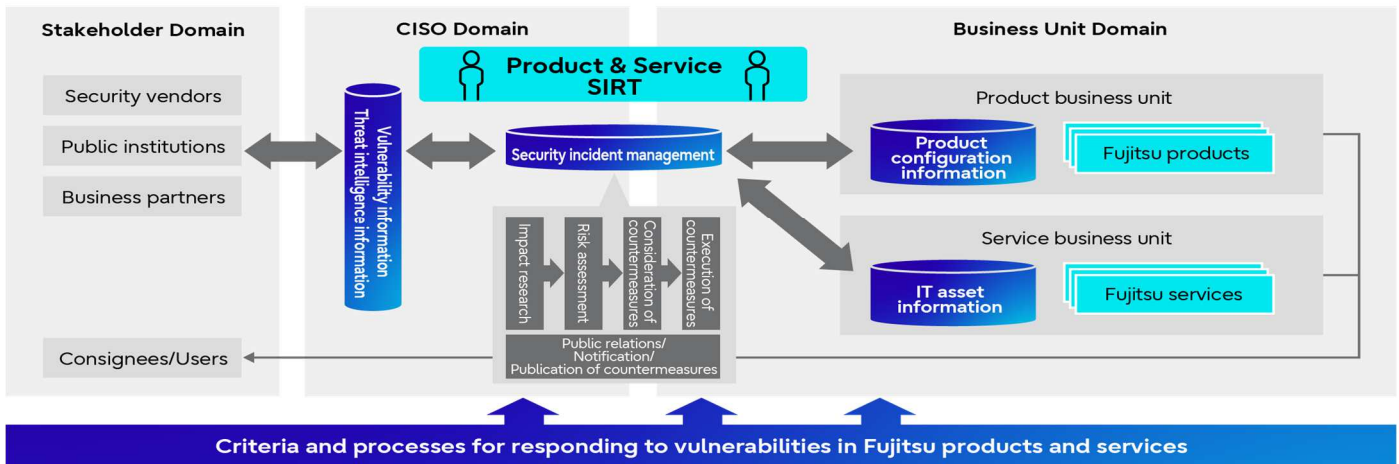 Stakeholder Domain
CISO Domain
Business Unit Domain
Product & Service
SIRT
Security vendors
Public institutions
Business partners
Consignees/Users
Vulnerability information
Threat intelligence information
Security incident management
Impact research
Risk assessment
Consideration of
countermeasures
Execution of
countermeasures
Public relations/
Notification/
Publication of countermeasures
Product business unit
Product
configuration
information
Fujitsu products
Service business unit
IT asset
information
Fujitsu services
Criteria and processes for responding to vulnerabilities in Fujitsu products and services